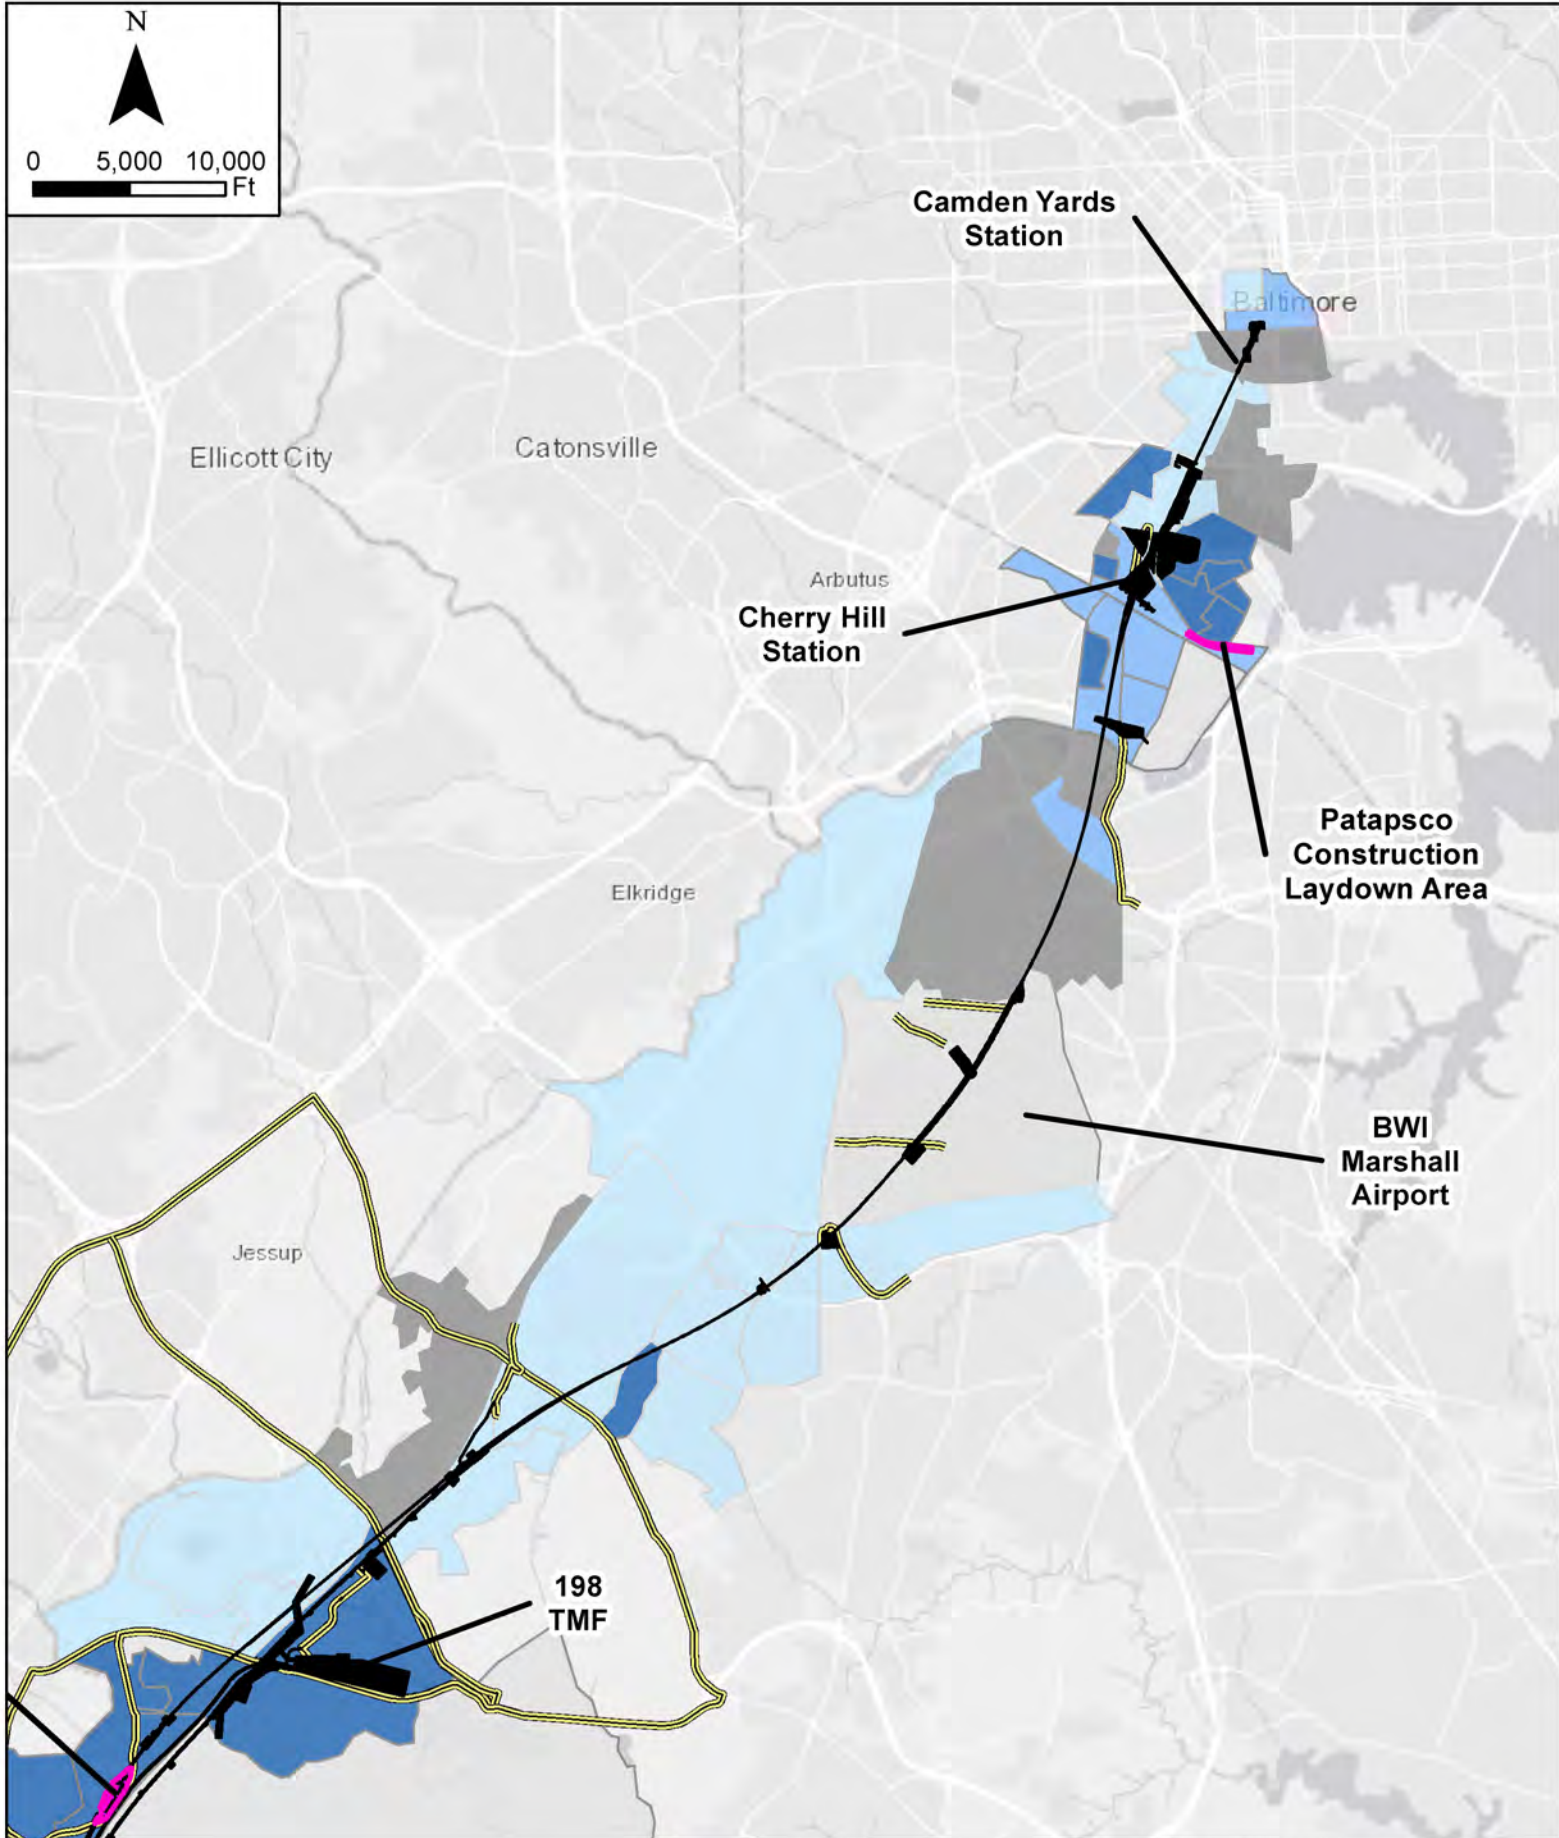 N
0 5,000 10,000
Ft
Camden Yards
Station
Baltimore
Ellicott City
Catonsville
Arbutus
Cherry Hill
Station
Patapsco
Construction
Laydown Area
Elkridge
BWI
Marshall
Airport
Jessup
198
TMF